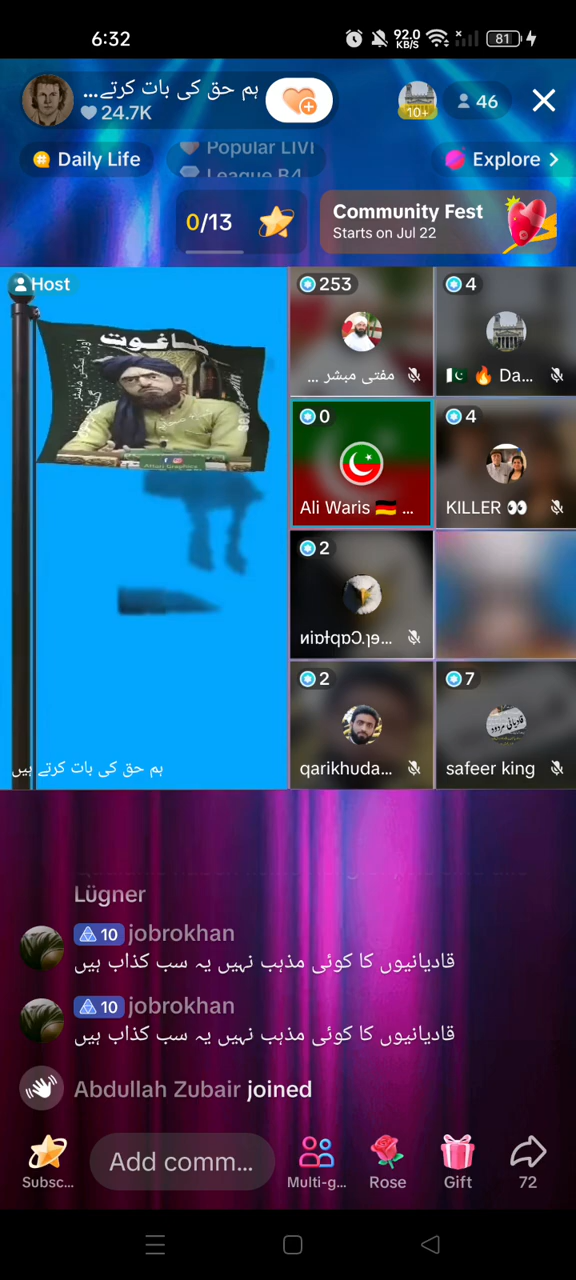 6:32
92.0
KB/S
81
ہم حق کی بات کرتے...
24.7K
10+
46
Daily Life
Popular LIVE
League B4
Explore
0/13
Community Fest
Starts on Jul 22
Host
طاغوت
253
مفتی مبشر ...
4
🇵🇰 🔥 Da...
0
Ali Waris 🇩🇪 ...
4
KILLER 👀
2
2
qarikhuda...
7
safeer king
ہم حق کی بات کرتے ہیں
Lügner
10 jobrokhan
قادیانیوں کا کوئی مذہب نہیں یہ سب کذاب ہیں
10 jobrokhan
قادیانیوں کا کوئی مذہب نہیں یہ سب کذاب ہیں
Abdullah Zubair joined
Subsc...
Add comm...
Multi-g...
Rose
Gift
72